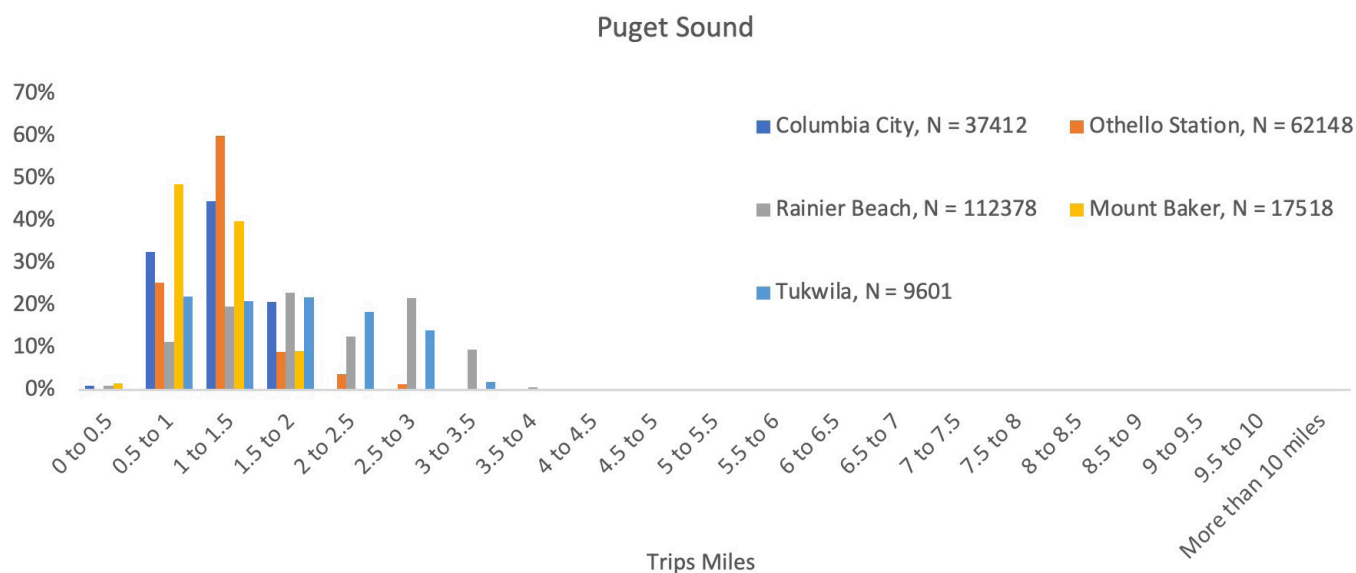 Puget Sound
70%
60%
50%
40%
30%
20%
10%
0%
Columbia City, N = 37412
Othello Station, N = 62148
Rainier Beach, N = 112378
Mount Baker, N = 17518
Tukwila, N = 9601
0 to 0.5
0.5 to 1
1 to 1.5
1.5 to 2
2 to 2.5
2.5 to 3
3 to 3.5
3.5 to 4
4 to 4.5
4.5 to 5
5 to 5.5
5.5 to 6
6 to 6.5
6.5 to 7
7 to 7.5
7.5 to 8
8 to 8.5
8.5 to 9
9 to 9.5
9.5 to 10
More than 10 miles
Trips Miles